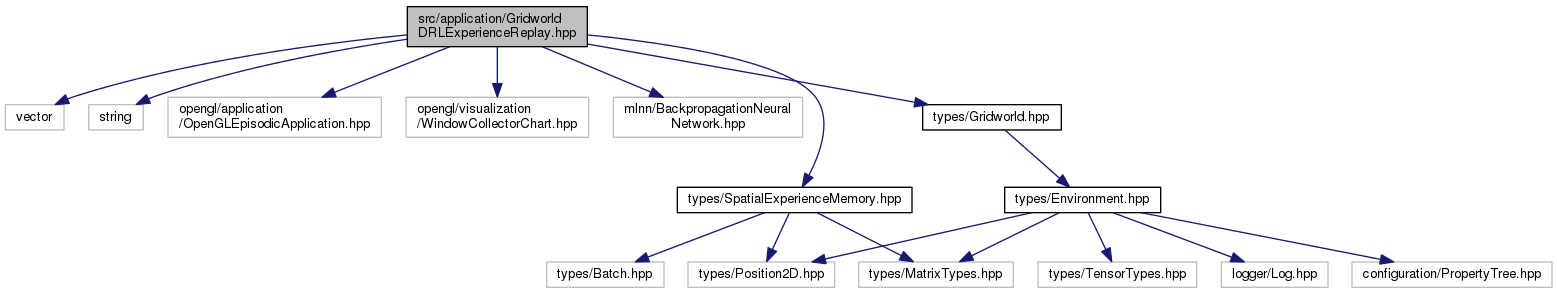 src/application/Gridworld
DRLExperienceReplay.hpp
vector
string
opengl/application
/OpenGLEpisodicApplication.hpp
opengl/visualization
/WindowCollectorChart.hpp
mlnn/BackpropagationNeural
Network.hpp
types/Gridworld.hpp
types/SpatialExperienceMemory.hpp
types/Environment.hpp
types/Batch.hpp
types/Position2D.hpp
types/MatrixTypes.hpp
types/TensorTypes.hpp
logger/Log.hpp
configuration/PropertyTree.hpp